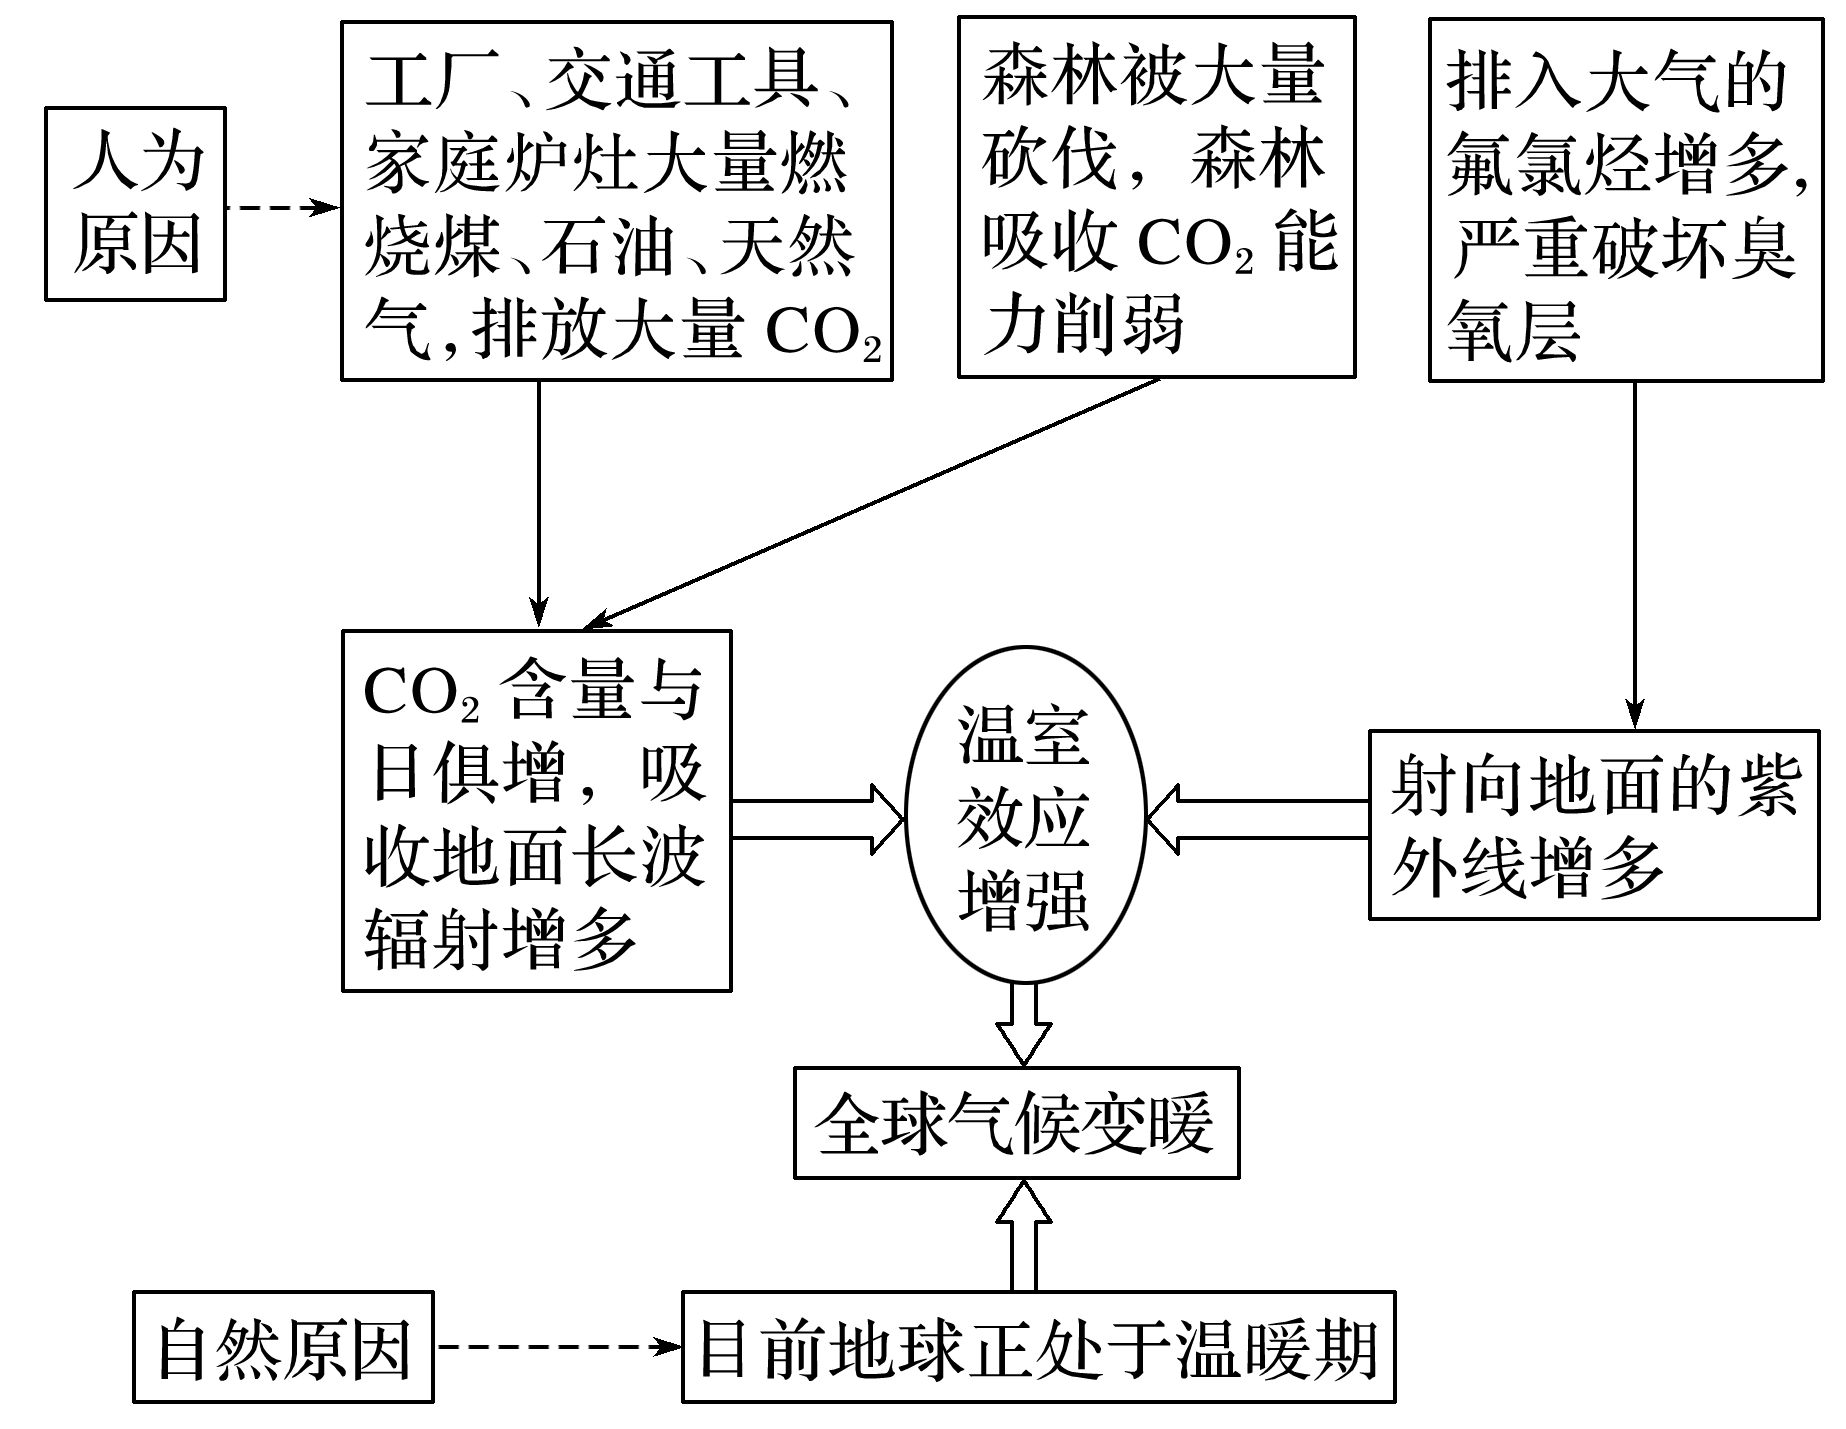 人为
原因
工厂、交通工具、
家庭炉灶大量燃
烧煤、石油、天然
气，排放大量 CO₂
森林被大量
砍伐，森林
吸收 CO₂ 能
力削弱
排入大气的
氟氯烃增多，
严重破坏臭
氧层
CO₂ 含量与
日俱增，吸
收地面长波
辐射增多
温室
效应
增强
射向地面的紫
外线增多
全球气候变暖
自然原因
目前地球正处于温暖期